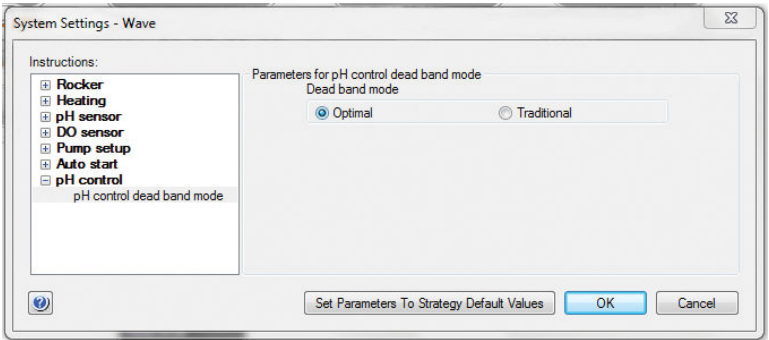 System Settings - Wave
Instructions:
Rocker
Heating
pH sensor
DO sensor
Pump setup
Auto start
pH control
pH control dead band mode
Parameters for pH control dead band mode
Dead band mode
Optimal Traditional
Set Parameters To Strategy Default Values OK Cancel